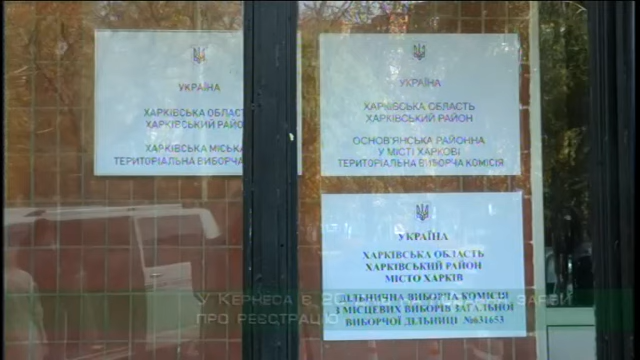 УКРАЇНА
ХАРКІВСЬКА ОБЛАСТЬ
ХАРКІВСЬКИЙ РАЙОН
ХАРКІВСЬКА МІСЬКА
ТЕРИТОРІАЛЬНА ВИБОРЧА
УКРАЇНА
ХАРКІВСЬКА ОБЛАСТЬ
ХАРКІВСЬКИЙ РАЙОН
ОСНОВ'ЯНСЬКА РАЙОННА
У МІСТІ ХАРКОВІ
ТЕРИТОРІАЛЬНА ВИБОРЧА КОМІСІЯ
УКРАЇНА
ХАРКІВСЬКА ОБЛАСТЬ
ХАРКІВСЬКИЙ РАЙОН
МІСТО ХАРКІВ
ДІЛЬНИЧНА ВИБОРЧА КОМІСІЯ
З МІСЦЕВИХ ВИБОРІВ ЗАГАЛЬНОЇ
ВИБОРЧОЇ ДІЛЬНИЦІ №631653
У КЕРНЕСА Є
ПРО РЕЄСТРАЦІЮ